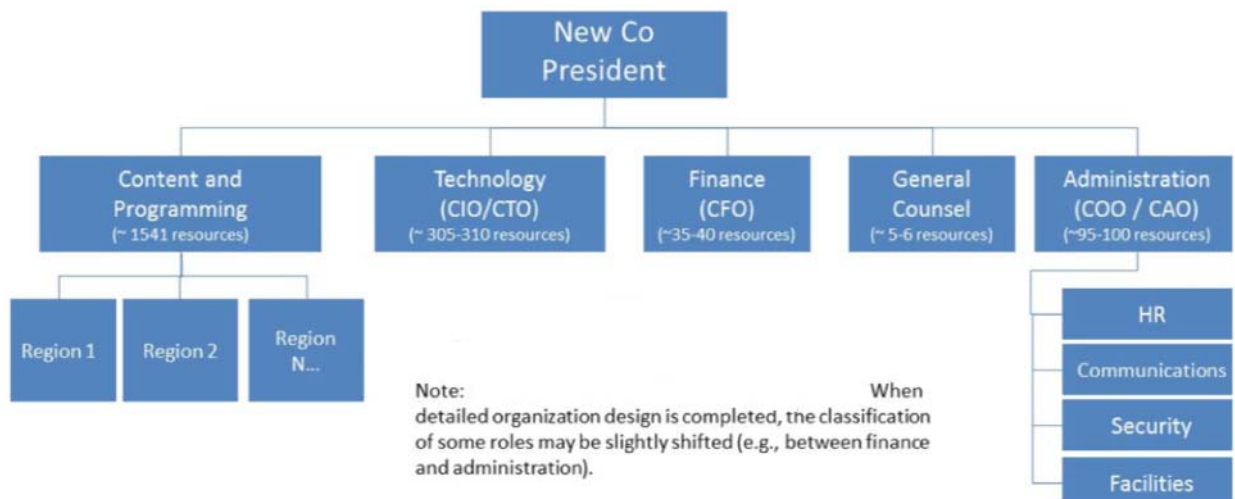 New Co
President
Content and
Programming
(~ 1541 resources)
Technology
(CIO/CTO)
(~ 305-310 resources)
Finance
(CFO)
(~35-40 resources)
General
Counsel
(~ 5-6 resources)
Administration
(COO / CAO)
(~95-100 resources)
Region 1
Region 2
Region
N...
HR
Communications
Security
Facilities
Note: When
detailed organization design is completed, the classification
of some roles may be slightly shifted (e.g., between finance
and administration).